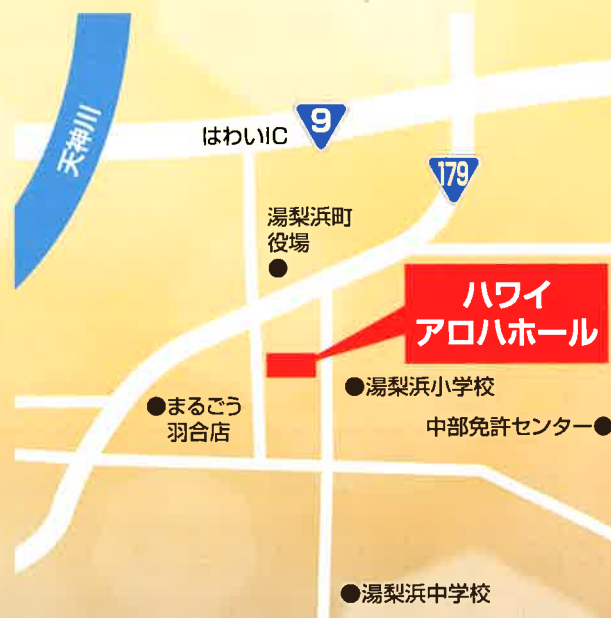 天神川
はわいIC
9
179
湯梨浜町
役場
ハワイ
アロハホール
●湯梨浜小学校
●まるごう
羽合店
中部免許センター●
●湯梨浜中学校